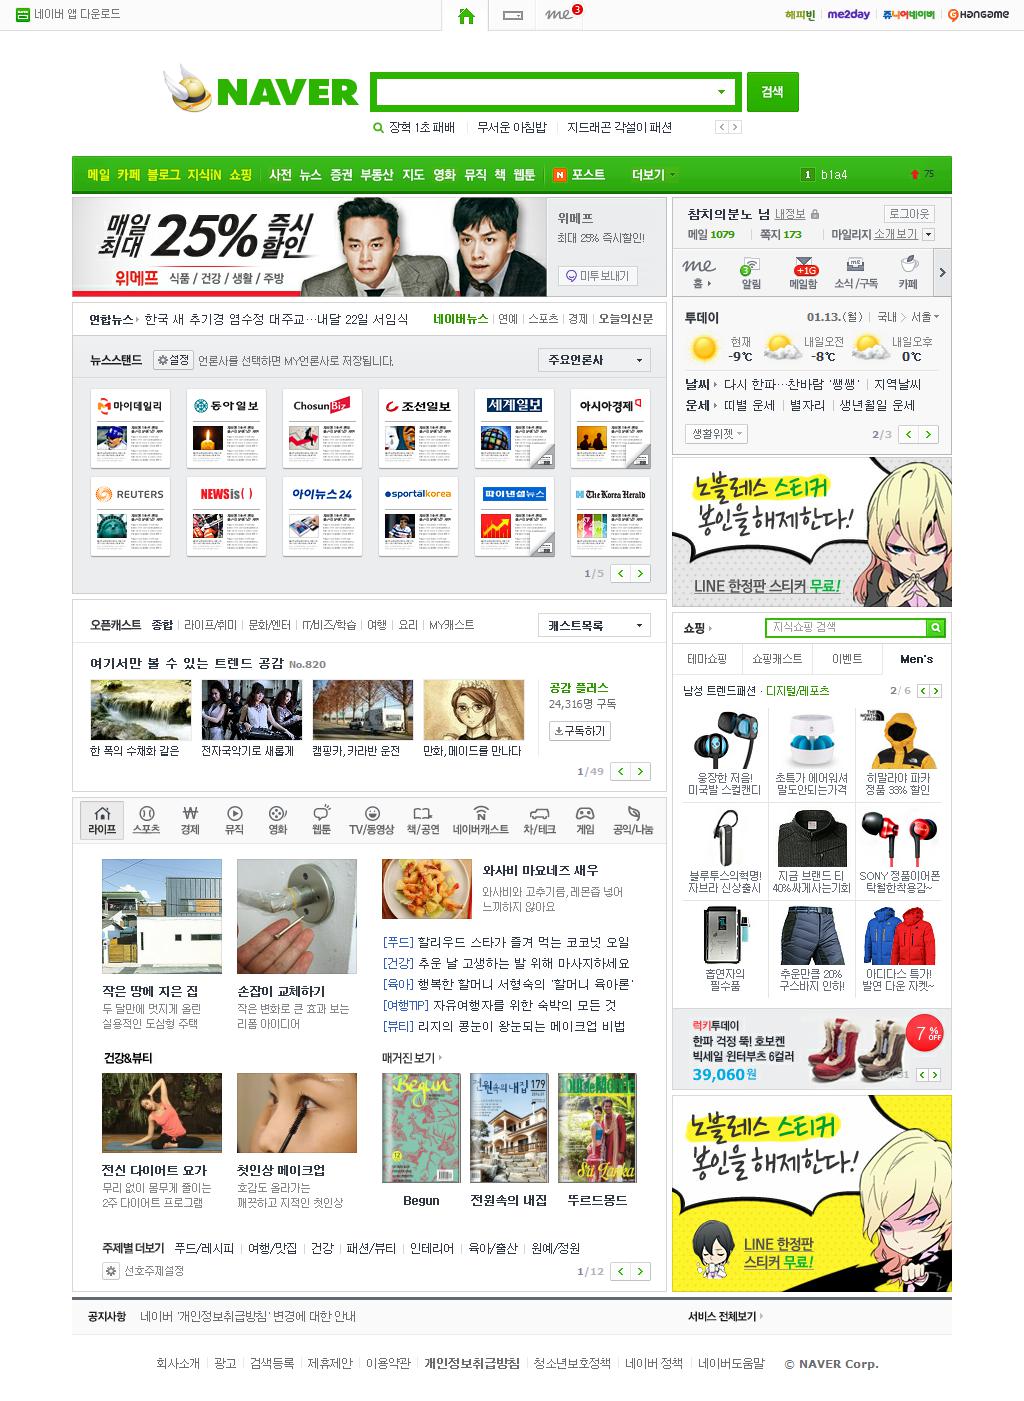 네이버 앱 다운로드
me 3
해피빈 me2day 쥬니어네이버 HANGAME
NAVER
검색
장혁 1초 패배 무서운 아침밥 지드래곤 각설이 패션
메일 카페 블로그 지식iN 쇼핑 사전 뉴스 증권 부동산 지도 영화 뮤직 책 웹툰 N 포스트 더보기 1 b1a4 75
매일 최대 25% 즉시 할인
위메프 식품 / 건강 / 생활 / 주방
위메프
최대 25% 즉시할인!
미투보내기
참치의분노 님 내정보 로그아웃
메일 1079 쪽지 173 마일리지 소개보기
me 3 +1G
홈 알림 메일함 소식/구독 카페
연합뉴스 한국 새 추기경 염수정 대주교…내달 22일 서임식
네이버뉴스 연예 스포츠 경제 오늘의신문
뉴스스탠드 설정 언론사를 선택하면 MY언론사로 저장됩니다. 주요언론사
마이데일리 동아일보 ChosunBiz 조선일보 세계일보 아시아경제
REUTERS NEWSis 아이뉴스24 sportalkorea 파이낸셜뉴스 The Korea Herald
1/5
투데이 01.13.(월) 국내 서울
현재 -9℃ 내일오전 -8℃ 내일오후 0℃
날씨 다시 한파…찬바람 '쌩쌩' 지역날씨
운세 띠별 운세 별자리 생년월일 운세
생활위젯 2/3
노블레스 스티커
봉인을 해제한다!
LINE 한정판 스티커 무료!
오픈캐스트 종합 라이프/취미 문화/엔터 IT/비즈/학습 여행 요리 MY캐스트 캐스트목록
여기서만 볼 수 있는 트렌드 공감 No.820
한 폭의 수채화 같은 전자국악기로 새롭게 캠핑카, 카라반 운전 만화, 메이드를 만나다
공감 플러스
24,316명 구독
구독하기
1/49
쇼핑 지식쇼핑 검색
테마쇼핑 쇼핑캐스트 이벤트 Men's
남성 트렌드패션 · 디지털/레포츠 2/6
웅장한 저음!
미국발 스컬캔디
초특가 에어워셔
말도안되는가격
히말라야 파카
정품 33% 할인
블루투스의혁명!
자브라 신상출시
지금 브랜드 티
40%싸게사는기회
SONY 정품이어폰
탁월한착용감~
흡연자의
필수품
추운만큼 20%
구스바지 인하!
아디다스 특가!
발연 다운 자켓~
럭키투데이
한파 걱정 뚝! 호보켄
빅세일 윈터부츠 6컬러
39,060원
7% OFF
라이프 스포츠 경제 뮤직 영화 웹툰 TV/동영상 책/공연 네이버캐스트 차/테크 게임 공익/나눔
작은 땅에 지은 집
두 달만에 멋지게 올린
실용적인 도심형 주택
손잡이 교체하기
작은 변화로 큰 효과 보는
리폼 아이디어
와사비 마요네즈 새우
와사비와 고추기름,레몬즙 넣어
느끼하지 않아요
[푸드] 할리우드 스타가 즐겨 먹는 코코넛 오일
[건강] 추운 날 고생하는 발 위해 마사지하세요
[육아] 행복한 할머니 서형숙의 '할머니 육아론'
[여행TIP] 자유여행자를 위한 숙박의 모든 것
[뷰티] 리지의 콩눈이 왕눈되는 메이크업 비법
건강&뷰티
전신 다이어트 요가
무리 없이 몸무게 줄이는
2주 다이어트 프로그램
첫인상 메이크업
호감도 올라가는
깨끗하고 지적인 첫인상
매거진 보기
Begun 전원속의 내집 179 Sri Lanka
Begun 전원속의 내집 뚜르드몽드
주제별 더보기 푸드/레시피 여행/맛집 건강 패션/뷰티 인테리어 육아/출산 원예/정원
선호주제설정 1/12
노블레스 스티커
봉인을 해제한다!
LINE 한정판
스티커 무료!
공지사항 네이버 '개인정보취급방침' 변경에 대한 안내 서비스 전체보기
회사소개 광고 검색등록 제휴제안 이용약관 개인정보취급방침 청소년보호정책 네이버 정책 네이버도움말 © NAVER Corp.